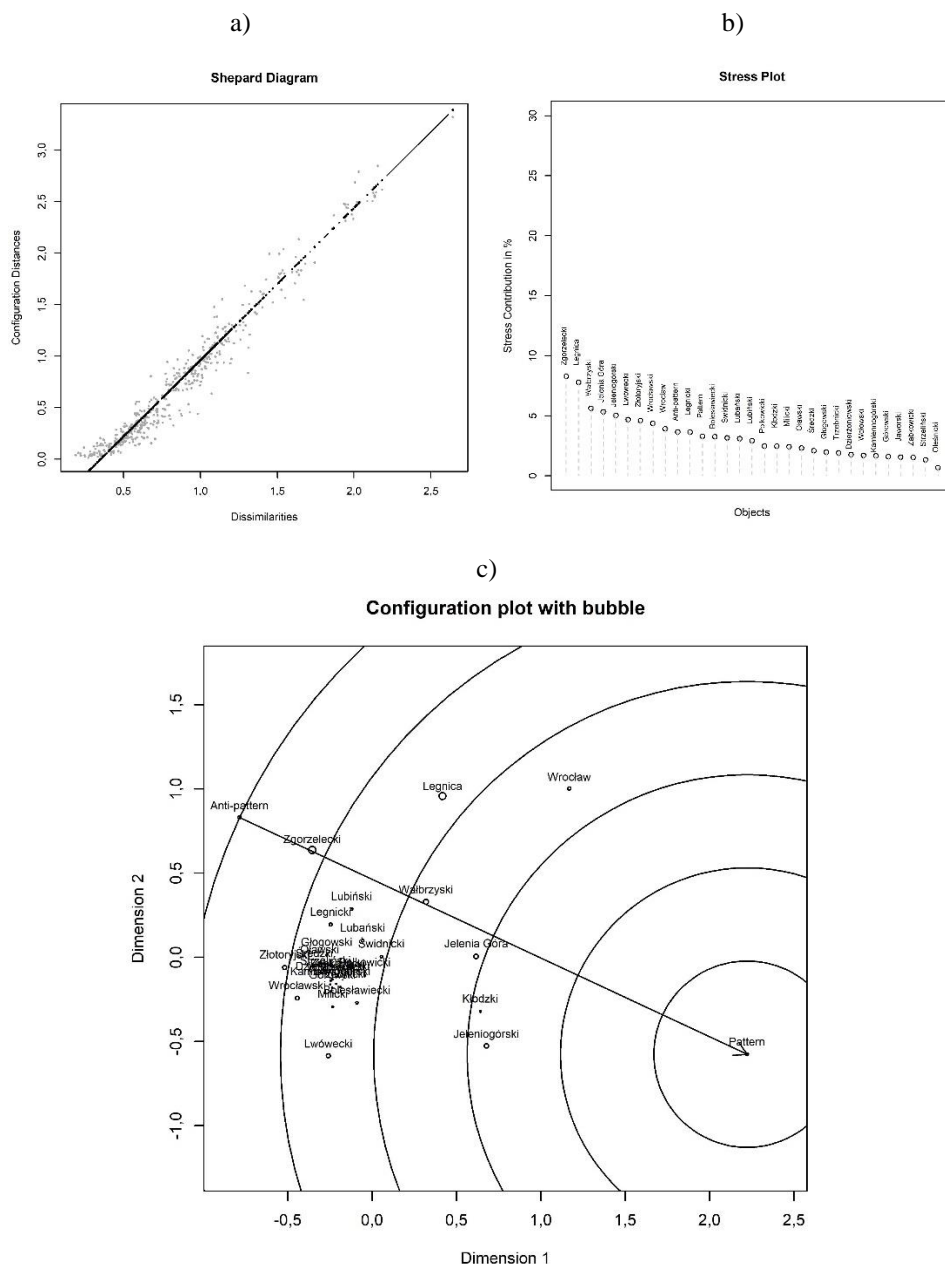 a)
b)
Shepard Diagram
Configuration Distances
3.0
2.5
2.0
1.5
1.0
0.5
0.0
0.5
1.0
1.5
2.0
2.5
Dissimilarities
Stress Plot
Stress Contribution in %
30
25
20
15
10
5
0
Zgorzelecki
Legnica
Jelenia Góra
Jeleniogórski
Lwówecki
Złotoryjski
Wrocławski
Wrocław
Anti-pattern
Legnicki
Pattern
Bolesławiecki
Świdnicki
Lubański
Lubiński
Polkowicki
Kłodzki
Milicki
Oławski
Średzki
Głogowski
Trzebnicki
Dzierżoniowski
Wołowski
Kamiennogórski
Górowski
Jaworski
Ząbkowicki
Strzeliński
Oleśnicki
Objects
c)
Configuration plot with bubble
Dimension 2
1,5
1,0
0,5
0,0
-0,5
-1,0
Legnica
Wrocław
Anti-pattern
Zgorzelecki
Wałbrzyski
Lubiński
Legnicki
Lubański
Głogowski
Świdnicki
Jelenia Góra
Złotoryjski
Wrocławski
Bolesławiecki
Milicki
Kłodzki
Jeleniogórski
Lwówecki
Pattern
-0,5
0,0
0,5
1,0
1,5
2,0
2,5
Dimension 1